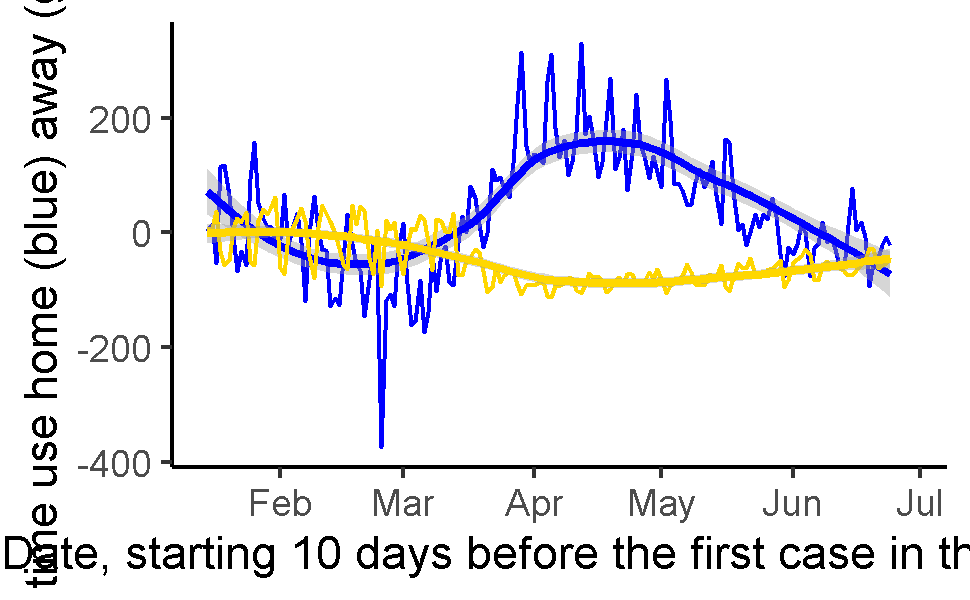 time use home (blue) away (
200
0
-200
-400
Feb Mar Apr May Jun Jul
Date, starting 10 days before the first case in th